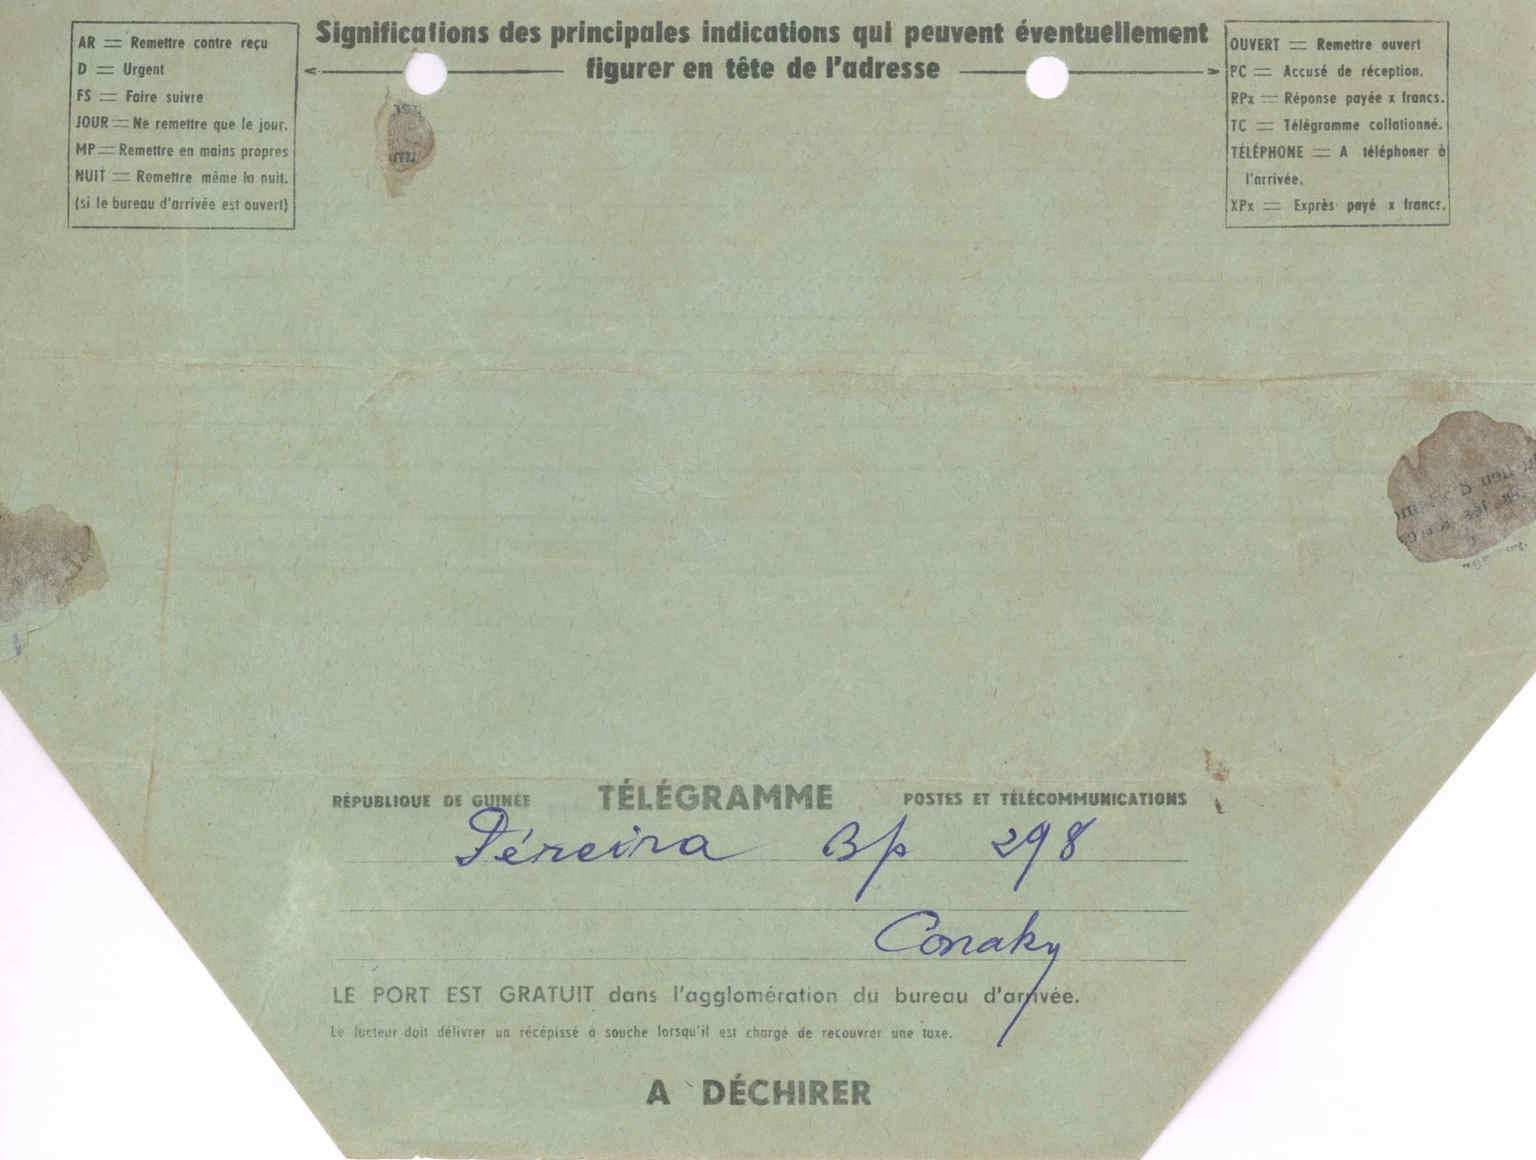 Significations des principales indications qui peuvent éventuellement
figurer en tête de l'adresse
AR = Remettre contre reçu
D = Urgent
FS = Faire suivre
JOUR = Ne remettre que le jour.
MP = Remettre en mains propres
NUIT = Remettre même la nuit.
(si le bureau d'arrivée est ouvert)
OUVERT = Remettre ouvert
PC = Accusé de réception.
RPx = Réponse payée x francs.
TC = Télégramme collationné.
TÉLÉPHONE = A téléphoner à
l'arrivée.
XPx = Exprès payé x francs.
RÉPUBLIQUE DE GUINÉE TÉLÉGRAMME POSTES ET TÉLÉCOMMUNICATIONS
Péreira Bp 298
Conaky
LE PORT EST GRATUIT dans l'agglomération du bureau d'arrivée.
Le facteur doit délivrer un récépissé à souche lorsqu'il est chargé de recouvrer une taxe.
A DÉCHIRER